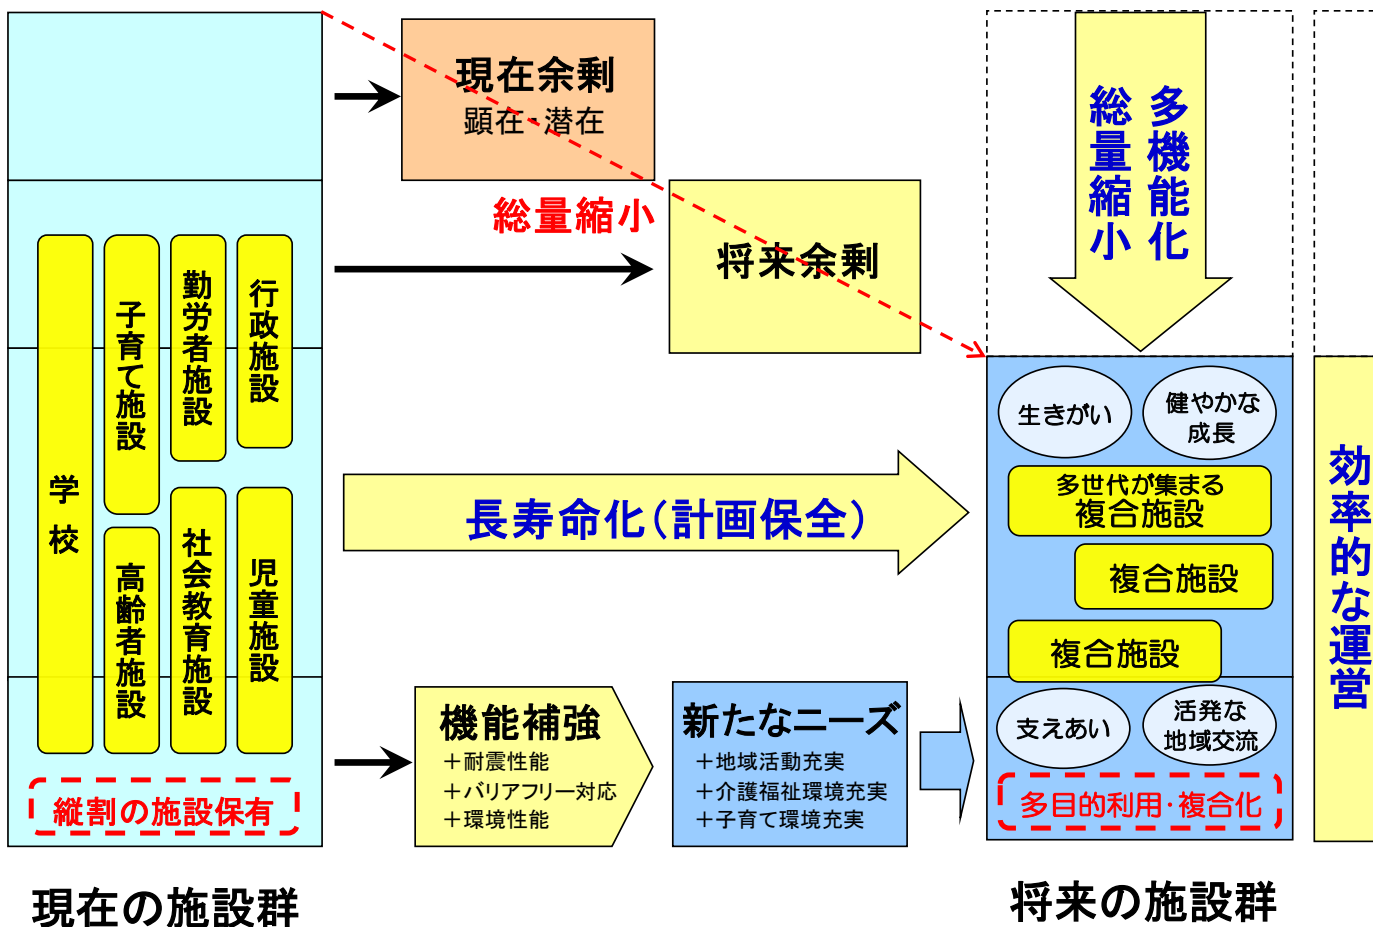 現在余剰
顕在・潜在
総量縮小
将来余剰
多機能化
総量縮小
学校
子育て施設
勤労者施設
行政施設
高齢者施設
社会教育施設
児童施設
縦割の施設保有
長寿命化(計画保全)
機能補強
+耐震性能
+バリアフリー対応
+環境性能
新たなニーズ
+地域活動充実
+介護福祉環境充実
+子育て環境充実
生きがい
健やかな
成長
多世代が集まる
複合施設
複合施設
複合施設
支えあい
活発な
地域交流
多目的利用・複合化
効率的な運営
現在の施設群
将来の施設群